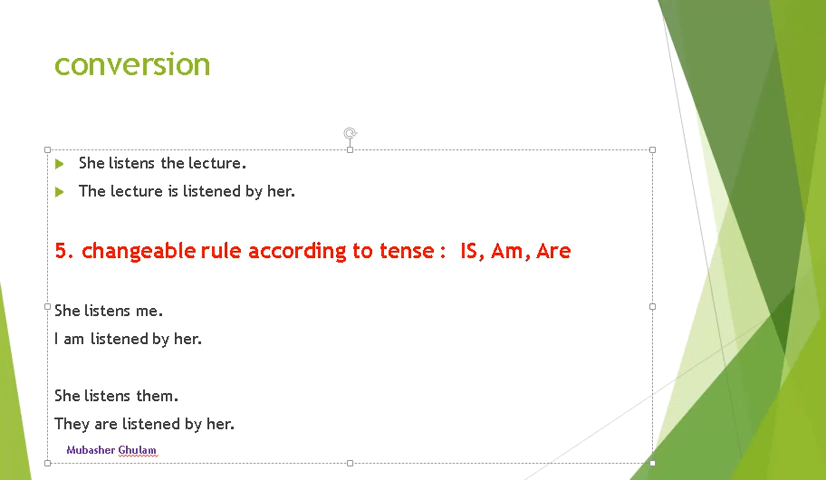 conversion
She listens the lecture.
The lecture is listened by her.
5. changeable rule according to tense : IS, Am, Are
She listens me.
I am listened by her.
She listens them.
They are listened by her.
Mubasher Ghulam